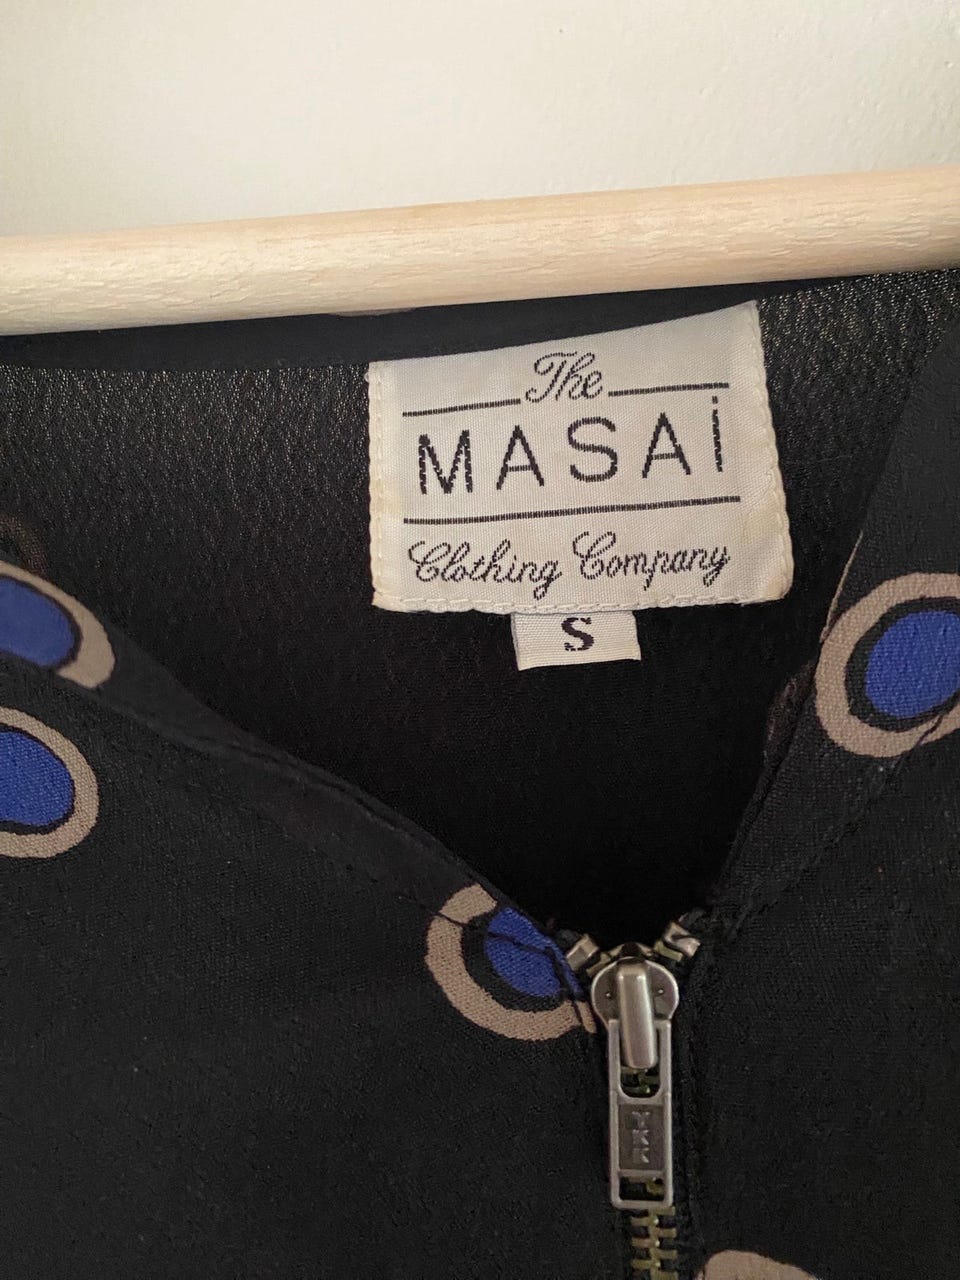 The
MASAi
Clothing Company
S
YKK